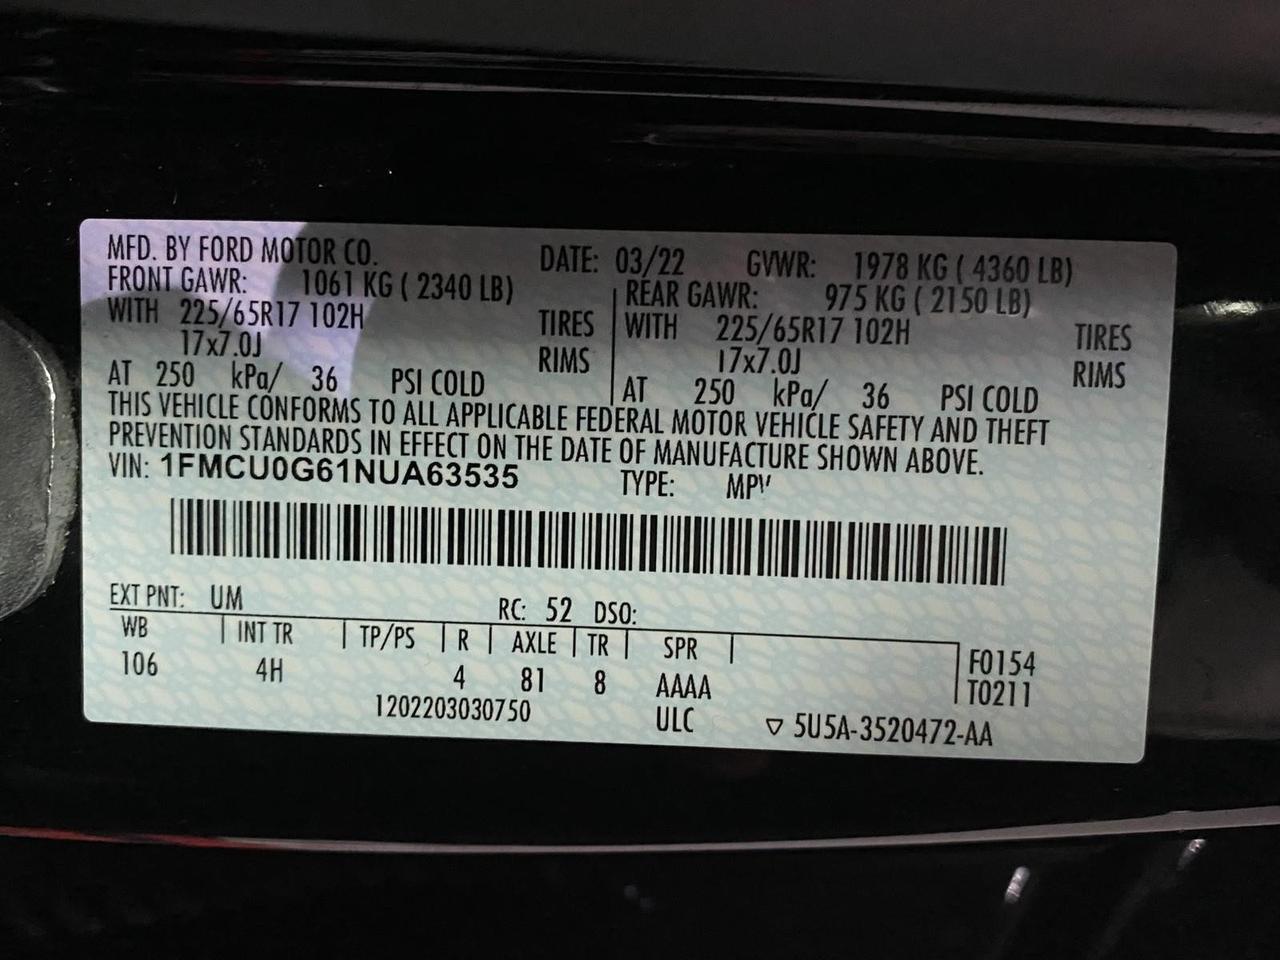 MFD. BY FORD MOTOR CO. DATE: 03/22 GVWR: 1978 KG ( 4360 LB)
FRONT GAWR: 1061 KG ( 2340 LB) REAR GAWR: 975 KG ( 2150 LB)
WITH 225/65R17 102H TIRES WITH 225/65R17 102H TIRES
17x7.0J RIMS 17x7.0J RIMS
AT 250 kPa/ 36 PSI COLD AT 250 kPa/ 36 PSI COLD
THIS VEHICLE CONFORMS TO ALL APPLICABLE FEDERAL MOTOR VEHICLE SAFETY AND THEFT
PREVENTION STANDARDS IN EFFECT ON THE DATE OF MANUFACTURE SHOWN ABOVE.
VIN: 1FMCU0G61NUA63535 TYPE: MPV
EXT PNT: UM RC: 52 DSO:
WB INT TR TP/PS R AXLE TR SPR F0154
106 4H 4 81 8 AAAA T0211
1202203030750 ULC ▽ 5U5A-3520472-AA